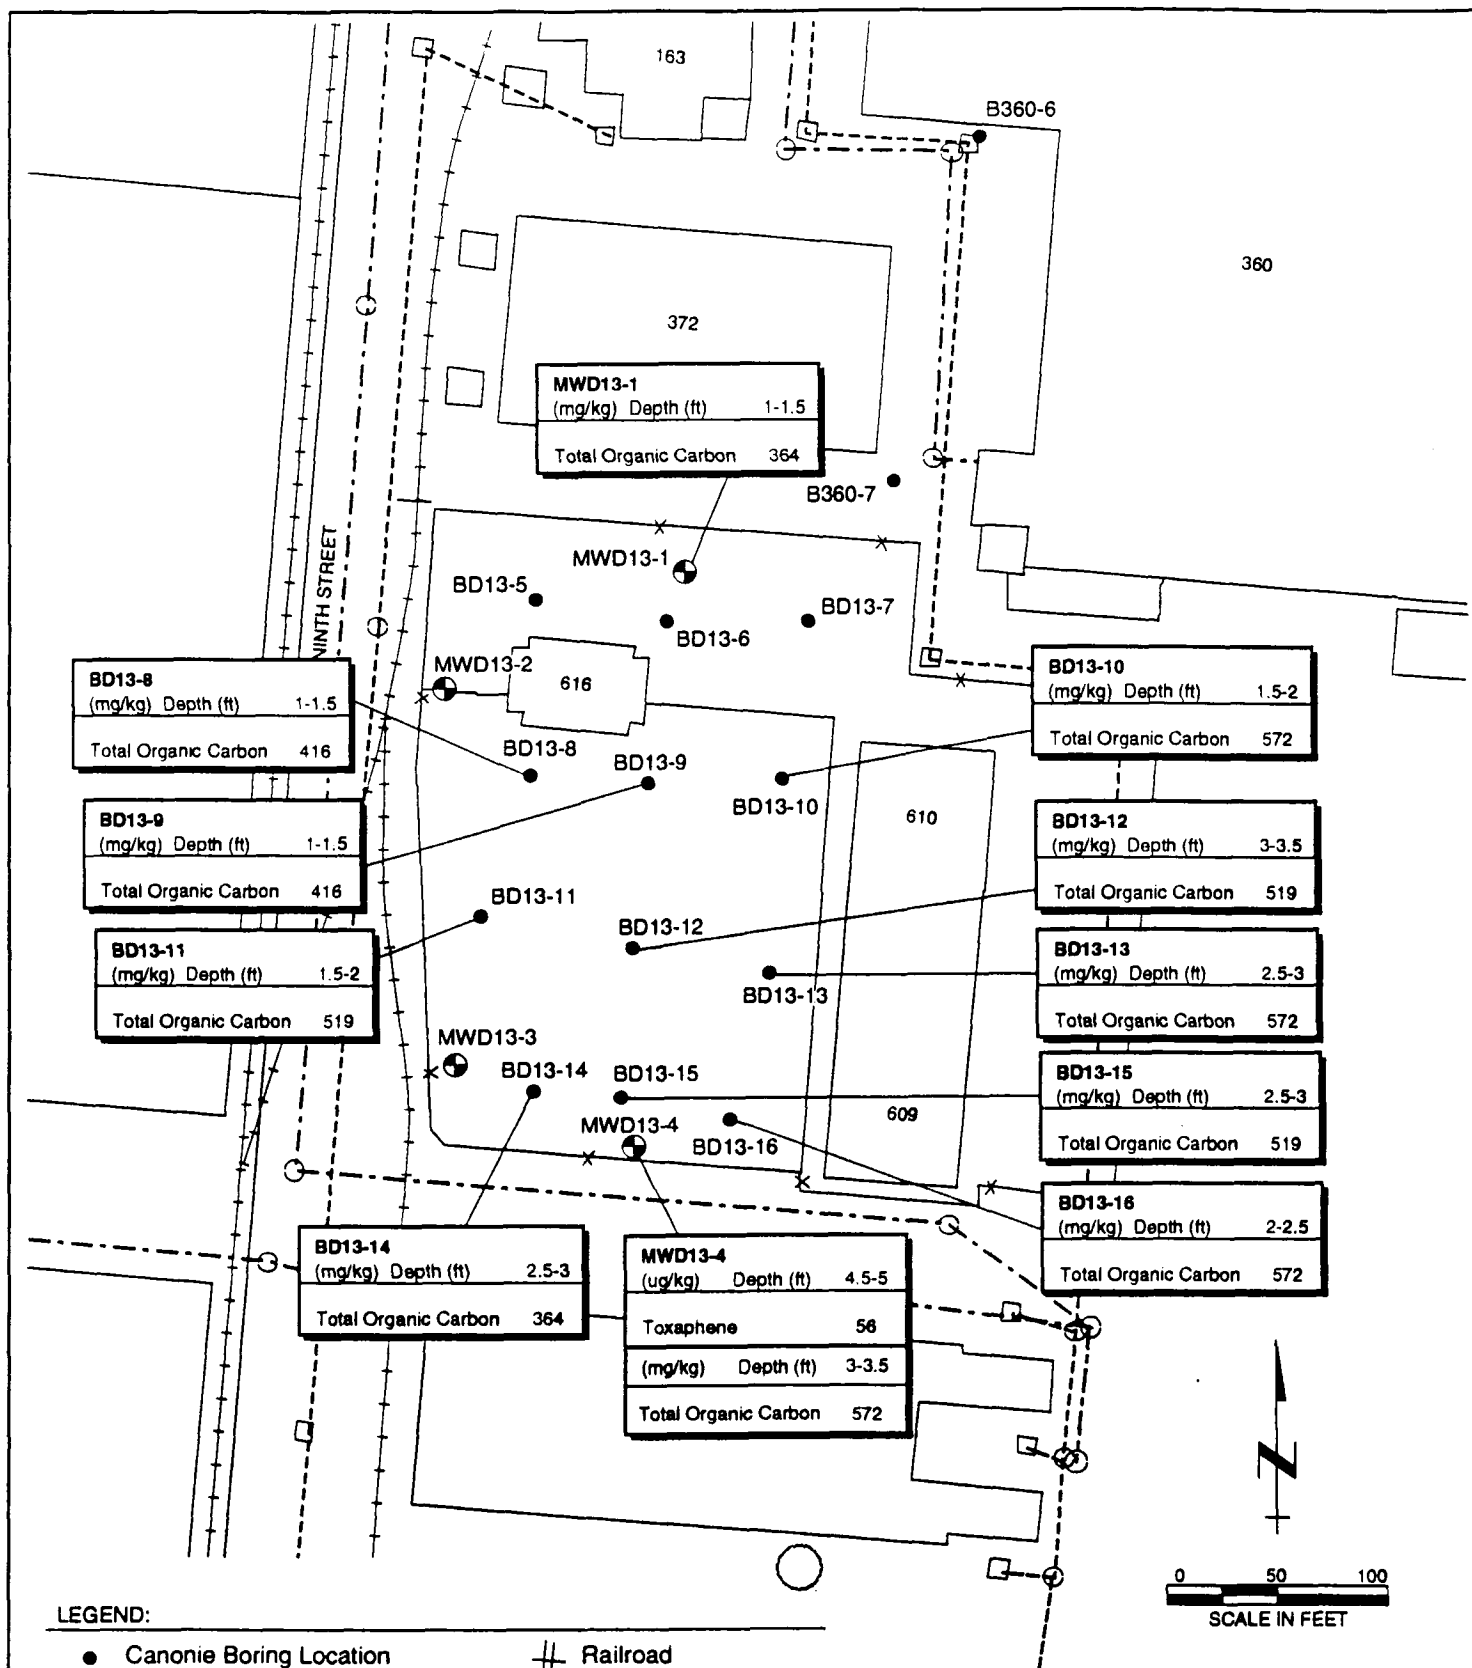 163
B360-6
360
372
MWD13-1
(mg/kg) Depth (ft) 1-1.5
Total Organic Carbon 364
B360-7
NINTH STREET
MWD13-1
BD13-5
BD13-7
BD13-6
MWD13-2
616
BD13-8
(mg/kg) Depth (ft) 1-1.5
Total Organic Carbon 416
BD13-10
(mg/kg) Depth (ft) 1.5-2
Total Organic Carbon 572
BD13-8
BD13-9
BD13-10
610
BD13-9
(mg/kg) Depth (ft) 1-1.5
Total Organic Carbon 416
BD13-12
(mg/kg) Depth (ft) 3-3.5
Total Organic Carbon 519
BD13-11
BD13-12
BD13-13
BD13-11
(mg/kg) Depth (ft) 1.5-2
Total Organic Carbon 519
BD13-13
(mg/kg) Depth (ft) 2.5-3
Total Organic Carbon 572
MWD13-3
BD13-14
BD13-15
MWD13-4
BD13-16
609
BD13-15
(mg/kg) Depth (ft) 2.5-3
Total Organic Carbon 519
BD13-16
(mg/kg) Depth (ft) 2-2.5
Total Organic Carbon 572
BD13-14
(mg/kg) Depth (ft) 2.5-3
Total Organic Carbon 364
MWD13-4
(ug/kg) Depth (ft) 4.5-5
Toxaphene 56
(mg/kg) Depth (ft) 3-3.5
Total Organic Carbon 572
N
0 50 100
SCALE IN FEET
LEGEND:
Canonie Boring Location
Railroad